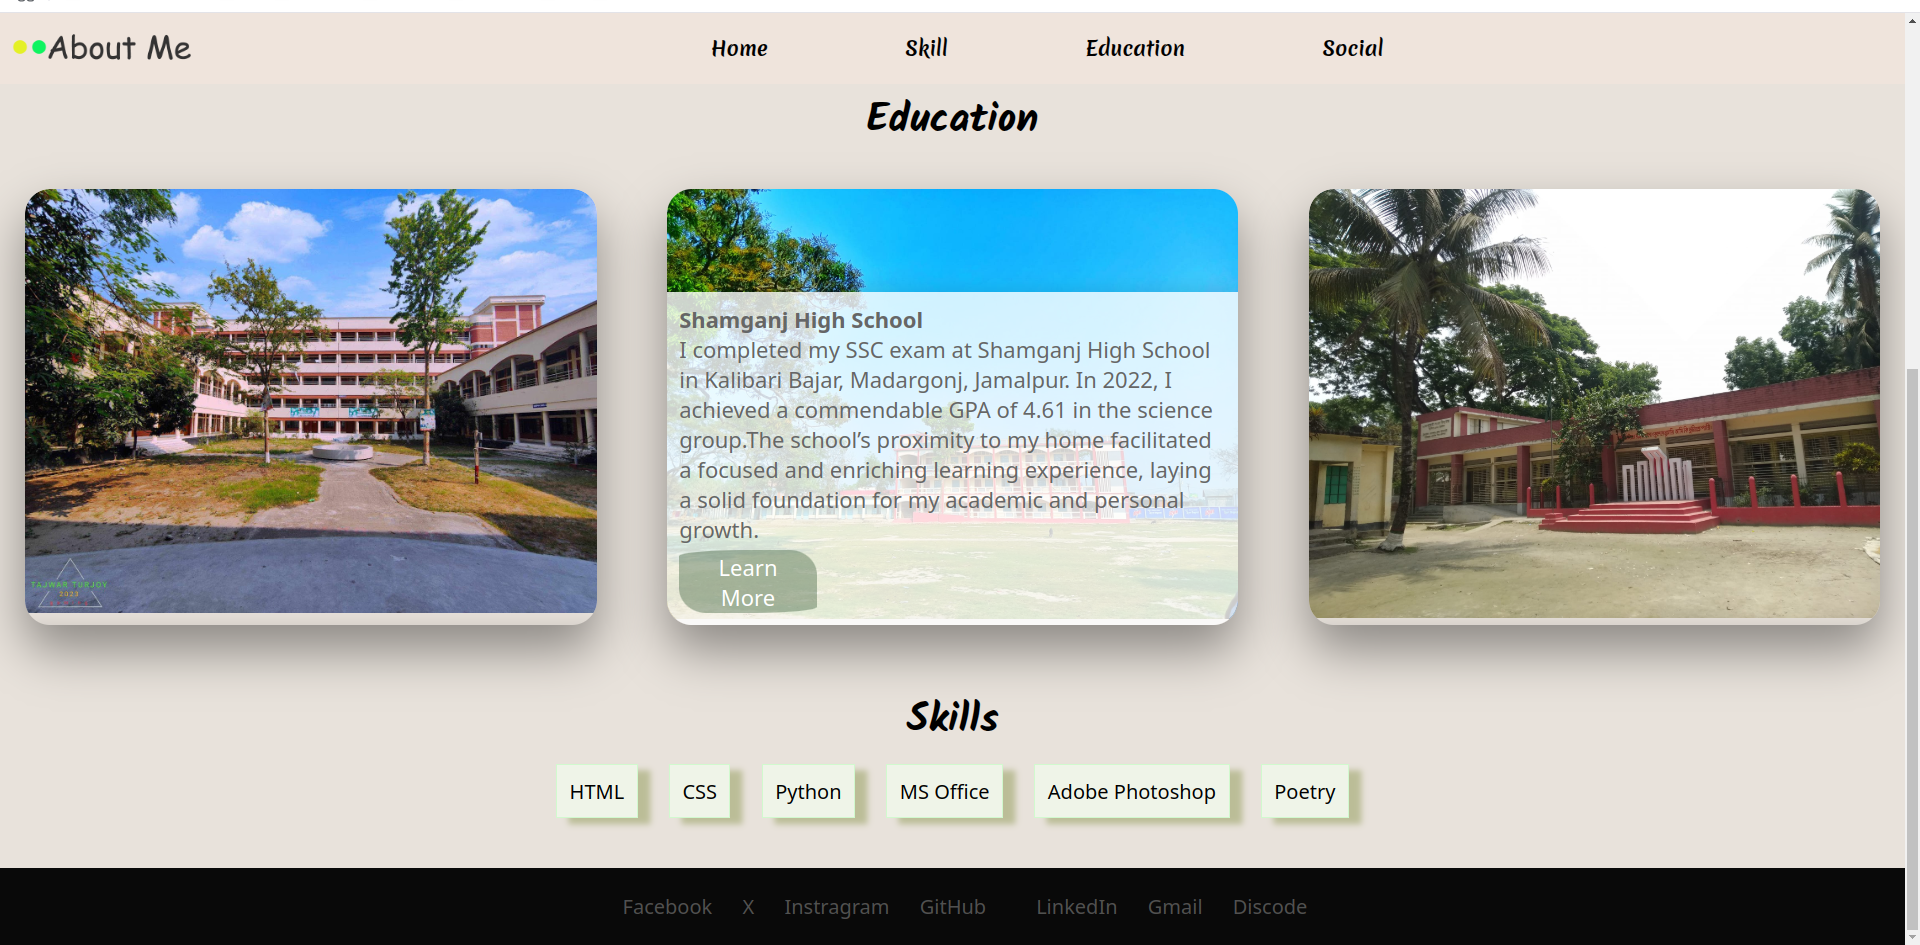 About Me
Home
Skill
Education
Social
Education
TAJWAR TURJOY
2023
Shamganj High School
I completed my SSC exam at Shamganj High School
in Kalibari Bajar, Madargonj, Jamalpur. In 2022, I
achieved a commendable GPA of 4.61 in the science
group.The school’s proximity to my home facilitated
a focused and enriching learning experience, laying
a solid foundation for my academic and personal
growth.
Learn
More
Skills
HTML
CSS
Python
MS Office
Adobe Photoshop
Poetry
Facebook
X
Instragram
GitHub
LinkedIn
Gmail
Discode